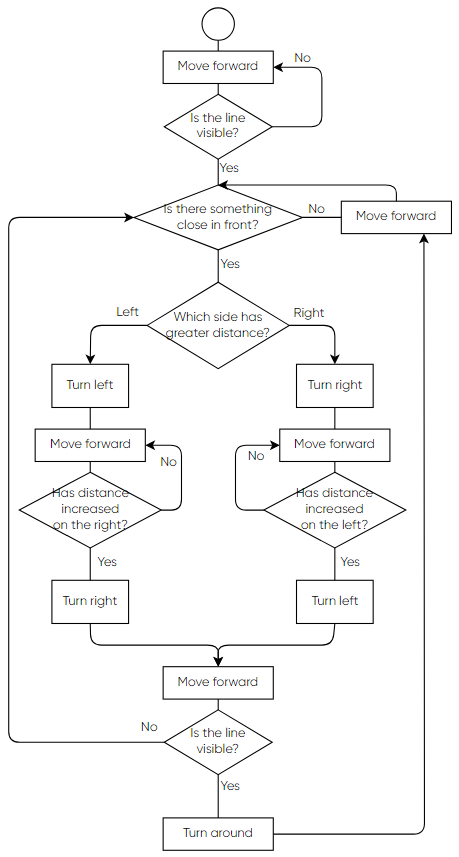 Move forward
No
Is the line
visible?
Yes
Is there something
close in front?
No
Move forward
Yes
Which side has
greater distance?
Left
Right
Turn left
Turn right
Move forward
No
Move forward
No
Has distance
increased
on the right?
Has distance
increased
on the left?
Yes
Yes
Turn right
Turn left
Move forward
No
Is the line
visible?
Yes
Turn around